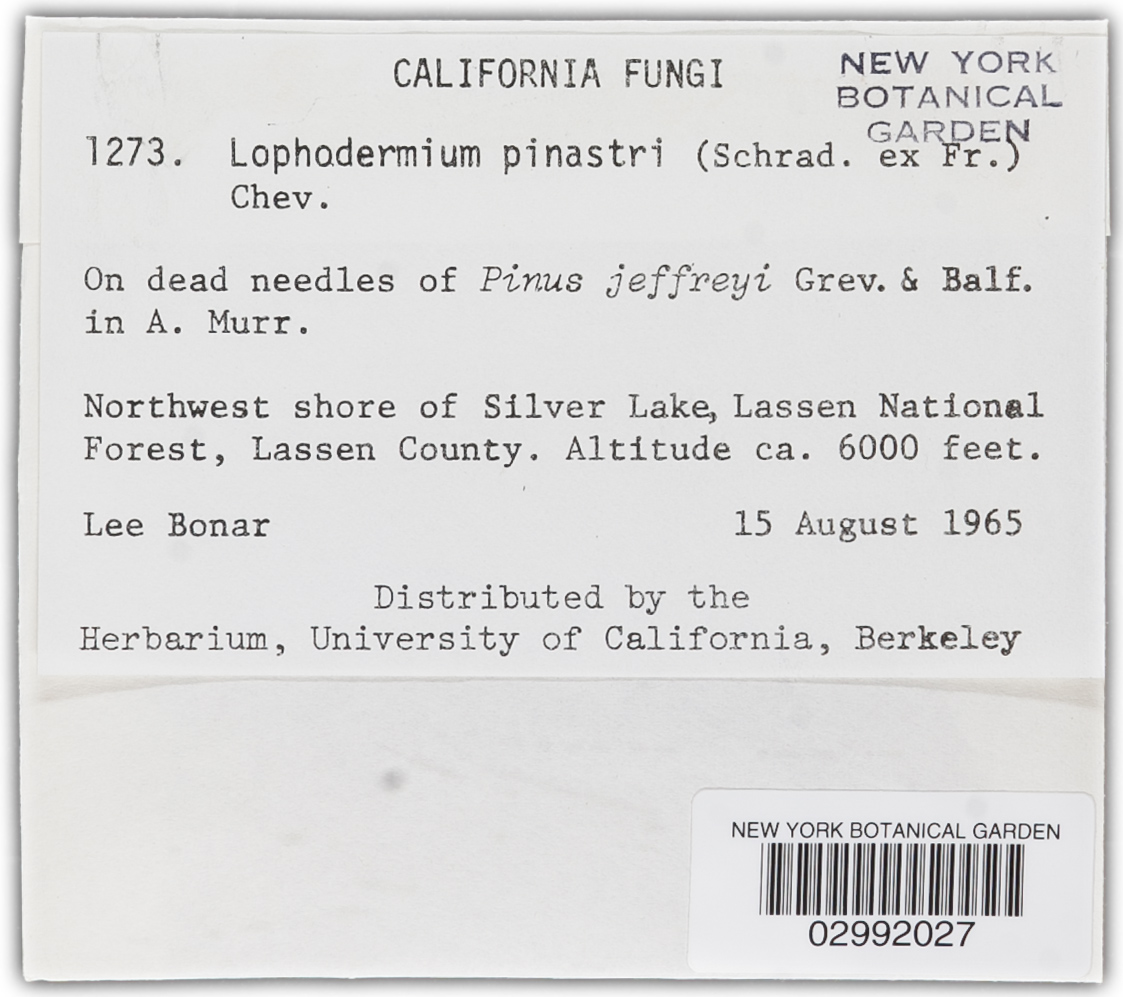 CALIFORNIA FUNGI
NEW YORK
BOTANICAL
GARDEN
1273. Lophodermium pinastri (Schrad. ex Fr.)
Chev.
On dead needles of Pinus jeffreyi Grev. & Balf.
in A. Murr.
Northwest shore of Silver Lake, Lassen National
Forest, Lassen County. Altitude ca. 6000 feet.
Lee Bonar 15 August 1965
Distributed by the
Herbarium, University of California, Berkeley
NEW YORK BOTANICAL GARDEN
02992027